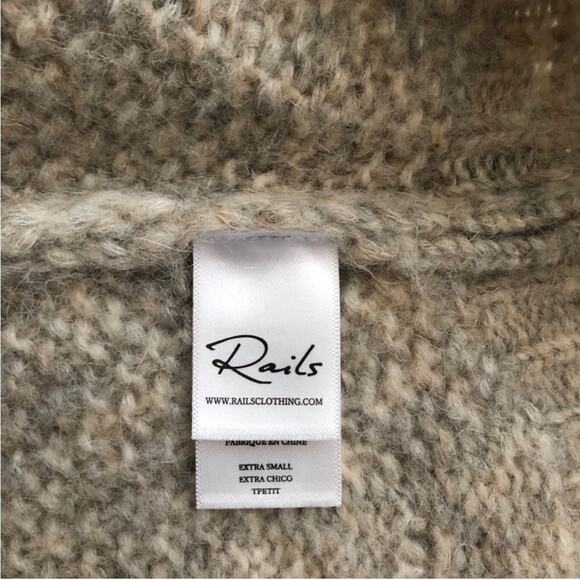 Rails
WWW.RAILSCLOTHING.COM
FABRIQUE EN CHINE
EXTRA SMALL
EXTRA CHICO
TPETIT